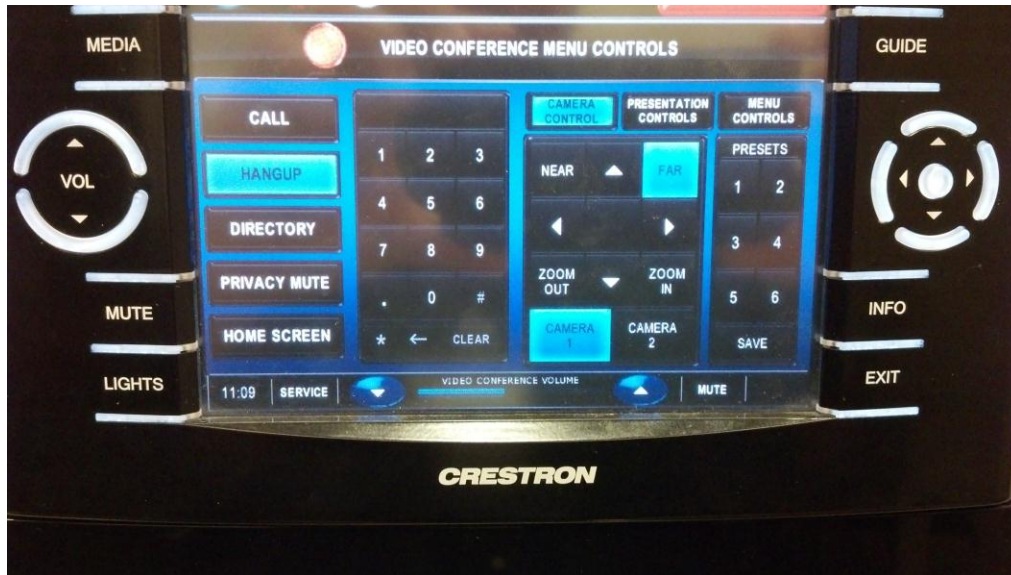 VIDEO CONFERENCE MENU CONTROLS
MEDIA
VOL
MUTE
LIGHTS
CALL
HANGUP
DIRECTORY
PRIVACY MUTE
HOME SCREEN
1 2 3
4 5 6
7 8 9
. 0 #
* ← CLEAR
CAMERA
CONTROL
PRESENTATION
CONTROLS
MENU
CONTROLS
NEAR FAR
ZOOM
OUT
ZOOM
IN
CAMERA
1
CAMERA
2
PRESETS
1 2
3 4
5 6
SAVE
11:09 SERVICE VIDEO CONFERENCE VOLUME MUTE
GUIDE
INFO
EXIT
CRESTRON